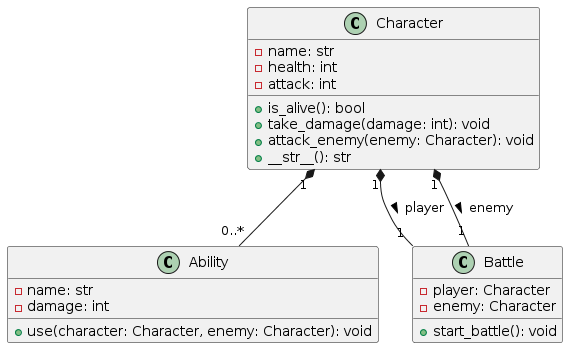 C Character
name: str
health: int
attack: int
is_alive(): bool
take_damage(damage: int): void
attack_enemy(enemy: Character): void
__str__(): str
1
1
1
player
enemy
0..*
1
1
C Ability
name: str
damage: int
use(character: Character, enemy: Character): void
C Battle
player: Character
enemy: Character
start_battle(): void